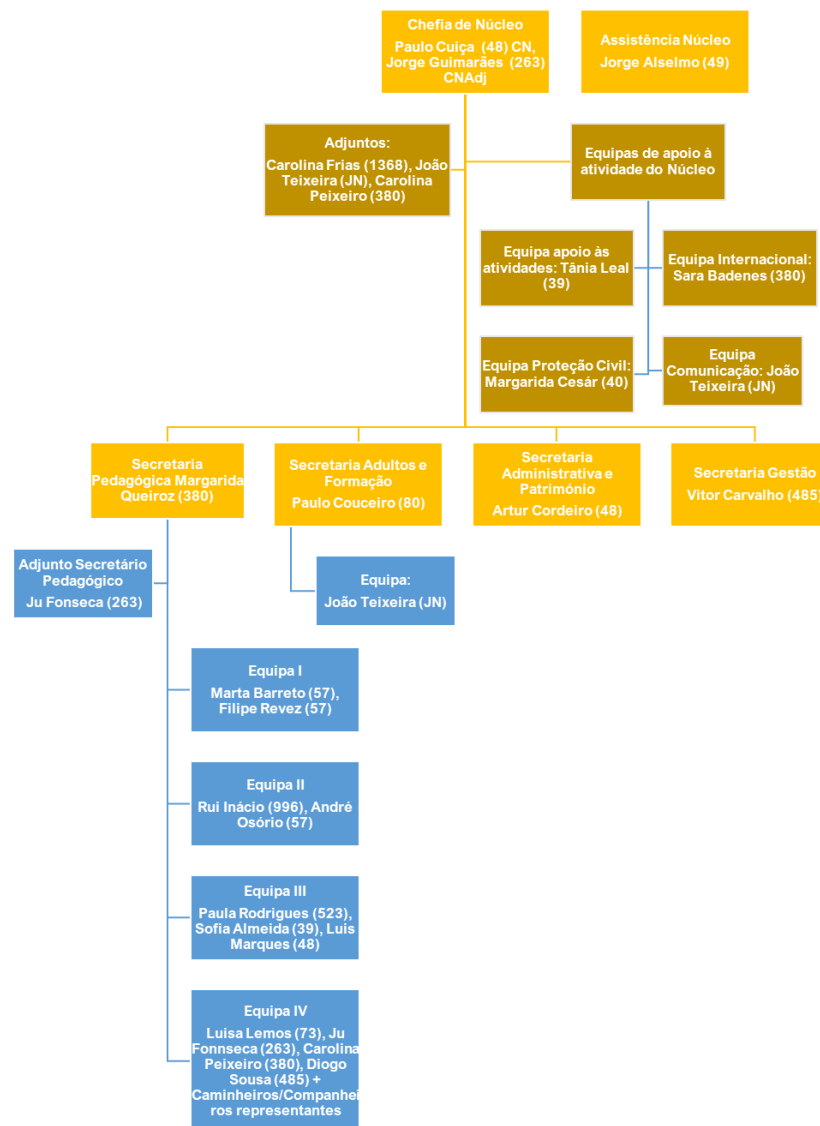 Chefia de Núcleo
Paulo Cuiça (48) CN,
Jorge Guimarães (263)
CNAdj
Assistência Núcleo
Jorge Alselmo (49)
Adjuntos:
Carolina Frias (1368), João
Teixeira (JN), Carolina
Peixeiro (380)
Equipas de apoio à
atividade do Núcleo
Equipa apoio às
atividades: Tânia Leal
(39)
Equipa Internacional:
Sara Badenes (380)
Equipa Proteção Civil:
Margarida Cesár (40)
Equipa
Comunicação: João
Teixeira (JN)
Secretaria
Pedagógica Margarida
Queiroz (380)
Secretaria Adultos e
Formação
Paulo Couceiro (80)
Secretaria
Administrativa e
Património
Artur Cordeiro (48)
Secretaria Gestão
Vitor Carvalho (485)
Adjunto Secretário
Pedagógico
Ju Fonseca (263)
Equipa:
João Teixeira (JN)
Equipa I
Marta Barreto (57),
Filipe Revez (57)
Equipa II
Rui Inácio (996), André
Osório (57)
Equipa III
Paula Rodrigues (523),
Sofia Almeida (39), Luís
Marques (48)
Equipa IV
Luisa Lemos (73), Ju
Fonnseca (263), Carolina
Peixeiro (380), Diogo
Sousa (485) +
Caminheiros/Companhei
ros representantes